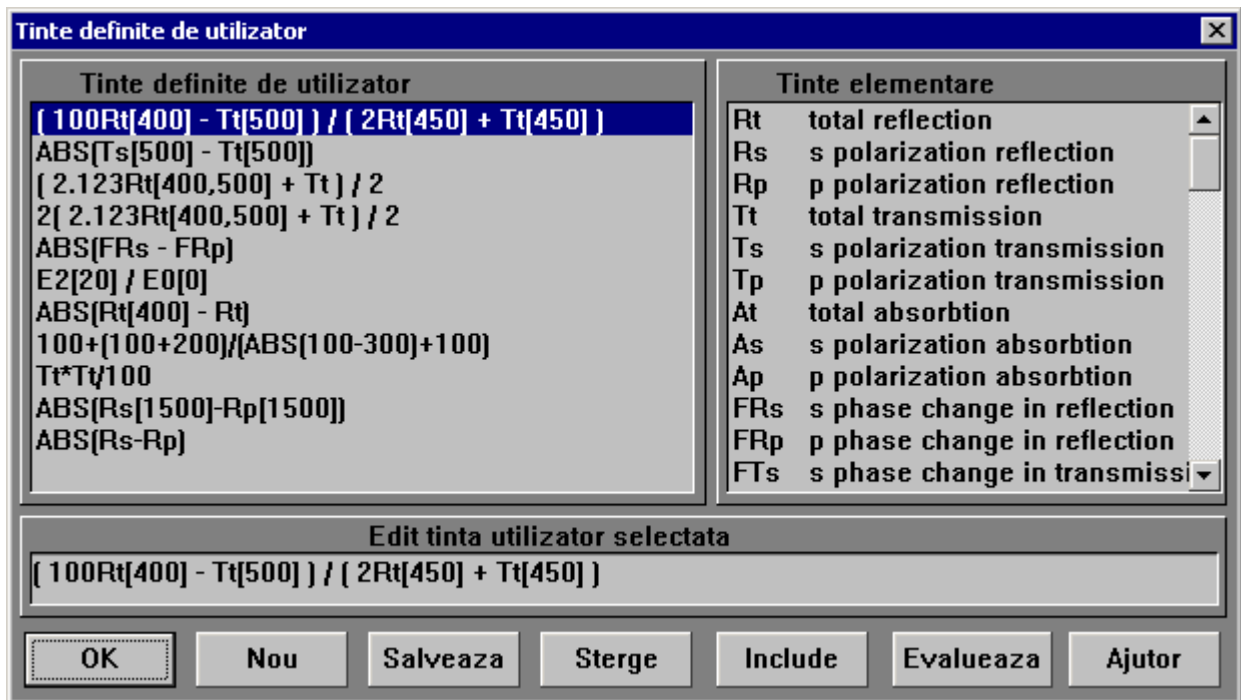 Tinte definite de utilizator
Tinte definite de utilizator
( 100Rt[400] - Tt[500] ) / ( 2Rt[450] + Tt[450] )
ABS(Ts[500] - Tt[500])
( 2.123Rt[400,500] + Tt ) / 2
2( 2.123Rt[400,500] + Tt ) / 2
ABS(FRs - FRp)
E2[20] / E0[0]
ABS(Rt[400] - Rt)
100+(100+200)/(ABS(100-300)+100)
Tt*Tt/100
ABS(Rs[1500]-Rp[1500])
ABS(Rs-Rp)
Tinte elementare
Rt total reflection
Rs s polarization reflection
Rp p polarization reflection
Tt total transmission
Ts s polarization transmission
Tp p polarization transmission
At total absorbtion
As s polarization absorbtion
Ap p polarization absorbtion
FRs s phase change in reflection
FRp p phase change in reflection
FTs s phase change in transmissi
Edit tinta utilizator selectata
( 100Rt[400] - Tt[500] ) / ( 2Rt[450] + Tt[450] )
OK Nou Salveaza Sterge Include Evalueaza Ajutor